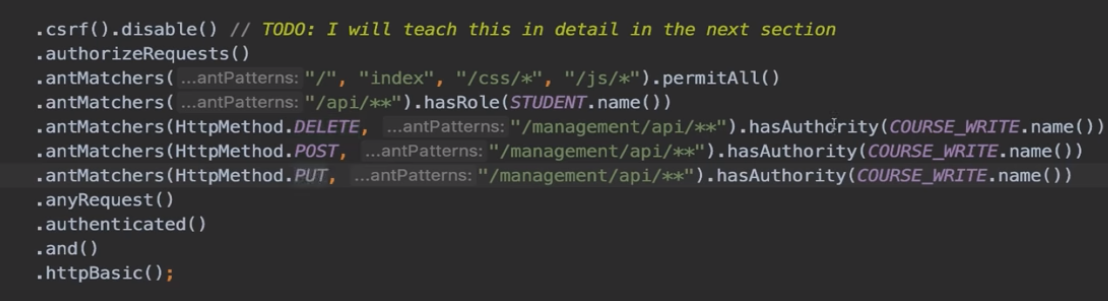 .csrf().disable() // TODO: I will teach this in detail in the next section
.authorizeRequests()
.antMatchers( ...antPatterns: "/", "index", "/css/*", "/js/*").permitAll()
.antMatchers( ...antPatterns: "/api/**").hasRole(STUDENT.name())
.antMatchers(HttpMethod.DELETE, ...antPatterns: "/management/api/**").hasAuthority(COURSE_WRITE.name())
.antMatchers(HttpMethod.POST, ...antPatterns: "/management/api/**").hasAuthority(COURSE_WRITE.name())
.antMatchers(HttpMethod.PUT, ...antPatterns: "/management/api/**").hasAuthority(COURSE_WRITE.name())
.anyRequest()
.authenticated()
.and()
.httpBasic();